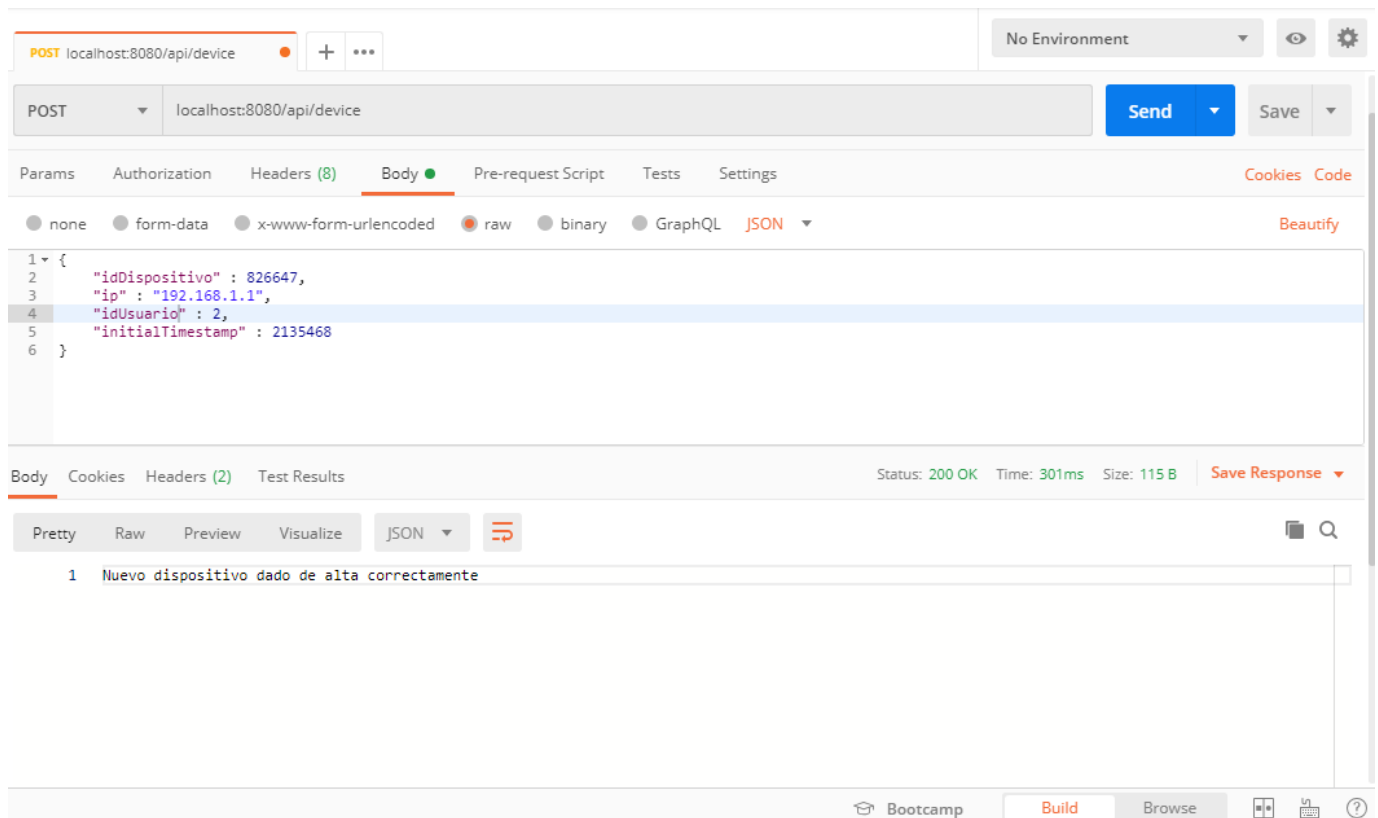 POST localhost:8080/api/device
No Environment
POST localhost:8080/api/device Send Save
Params Authorization Headers (8) Body Pre-request Script Tests Settings Cookies Code
none form-data x-www-form-urlencoded raw binary GraphQL JSON Beautify
1 {
2 "idDispositivo" : 826647,
3 "ip" : "192.168.1.1",
4 "idUsuario" : 2,
5 "initialTimestamp" : 2135468
6 }
Body Cookies Headers (2) Test Results Status: 200 OK Time: 301ms Size: 115 B Save Response
Pretty Raw Preview Visualize JSON
1 Nuevo dispositivo dado de alta correctamente
Bootcamp Build Browse